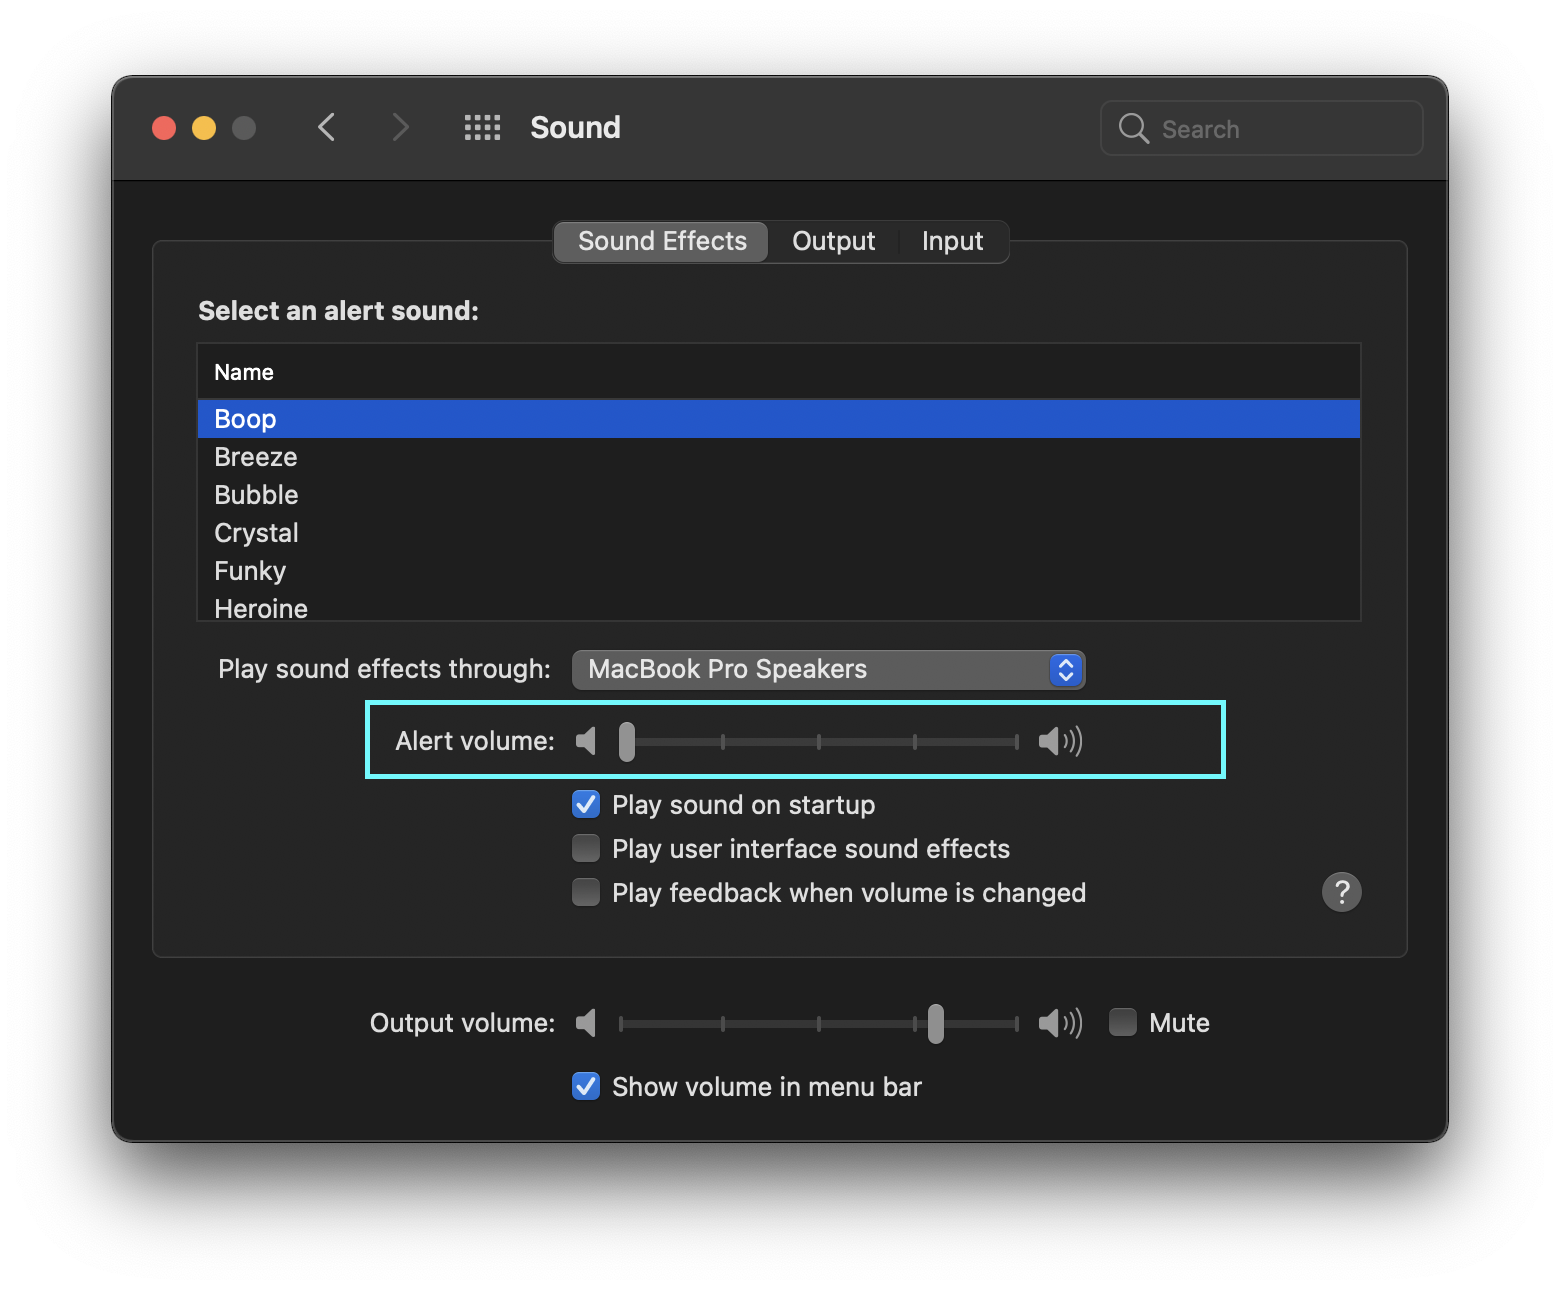 Sound
Search
Sound Effects Output Input
Select an alert sound:
Name
Boop
Breeze
Bubble
Crystal
Funky
Heroine
Play sound effects through: MacBook Pro Speakers
Alert volume:
Play sound on startup
Play user interface sound effects
Play feedback when volume is changed
?
Output volume: Mute
Show volume in menu bar